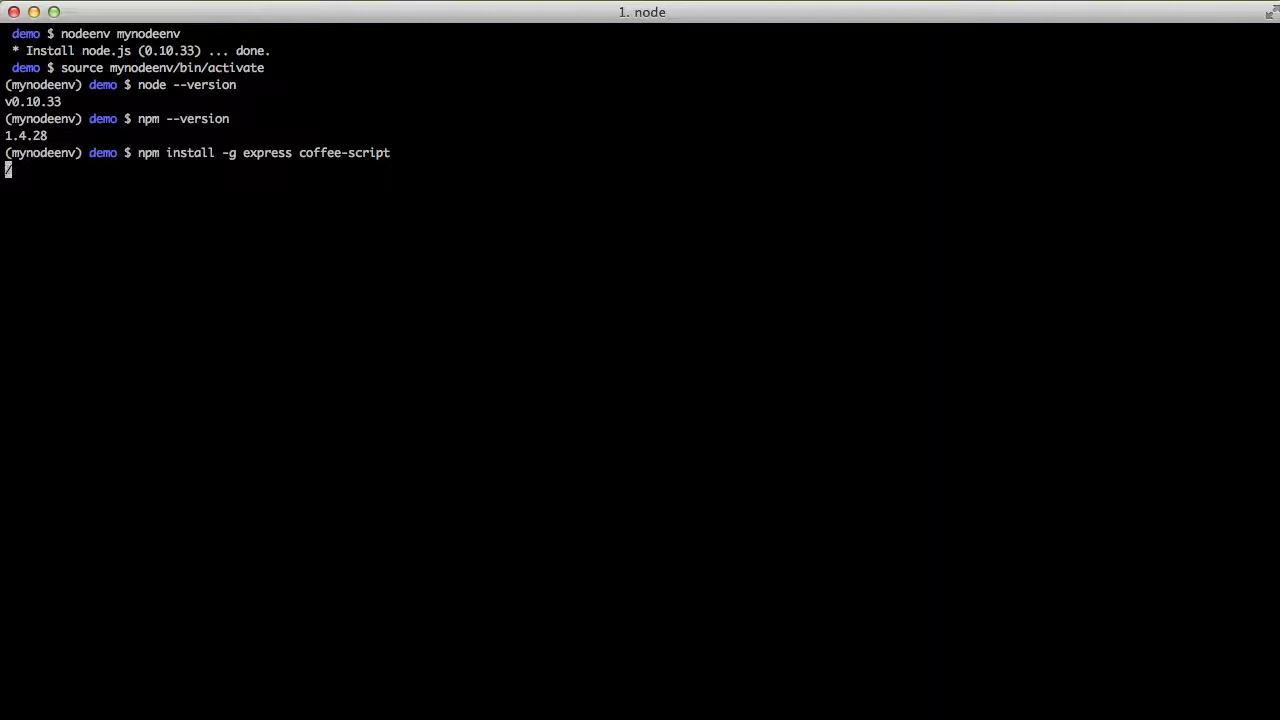 1. node
demo $ nodeenv mynodeenv
* Install node.js (0.10.33) ... done.
demo $ source mynodeenv/bin/activate
(mynodeenv) demo $ node --version
v0.10.33
(mynodeenv) demo $ npm --version
1.4.28
(mynodeenv) demo $ npm install -g express coffee-script
/